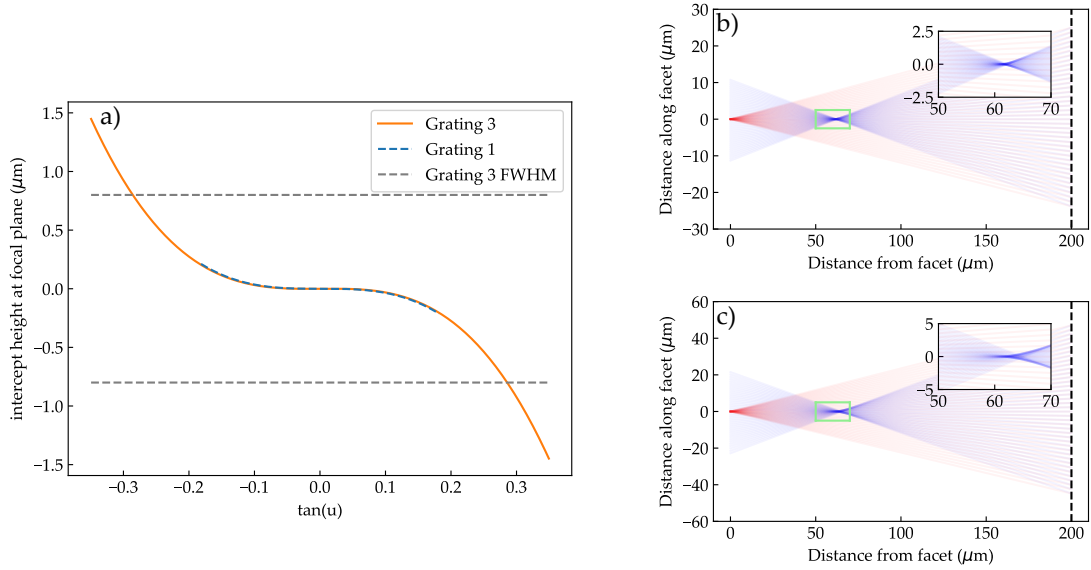 a)
Grating 3
Grating 1
Grating 3 FWHM
1.5
1.0
0.5
0.0
−0.5
−1.0
−1.5
intercept height at focal plane (μm)
−0.3 −0.2 −0.1 0.0 0.1 0.2 0.3
tan(u)
b)
30
20
10
0
−10
−20
−30
Distance along facet (μm)
2.5
0.0
−2.5
50 60 70
0 50 100 150 200
Distance from facet (μm)
c)
60
40
20
0
−20
−40
−60
Distance along facet (μm)
5
0
−5
50 60 70
0 50 100 150 200
Distance from facet (μm)